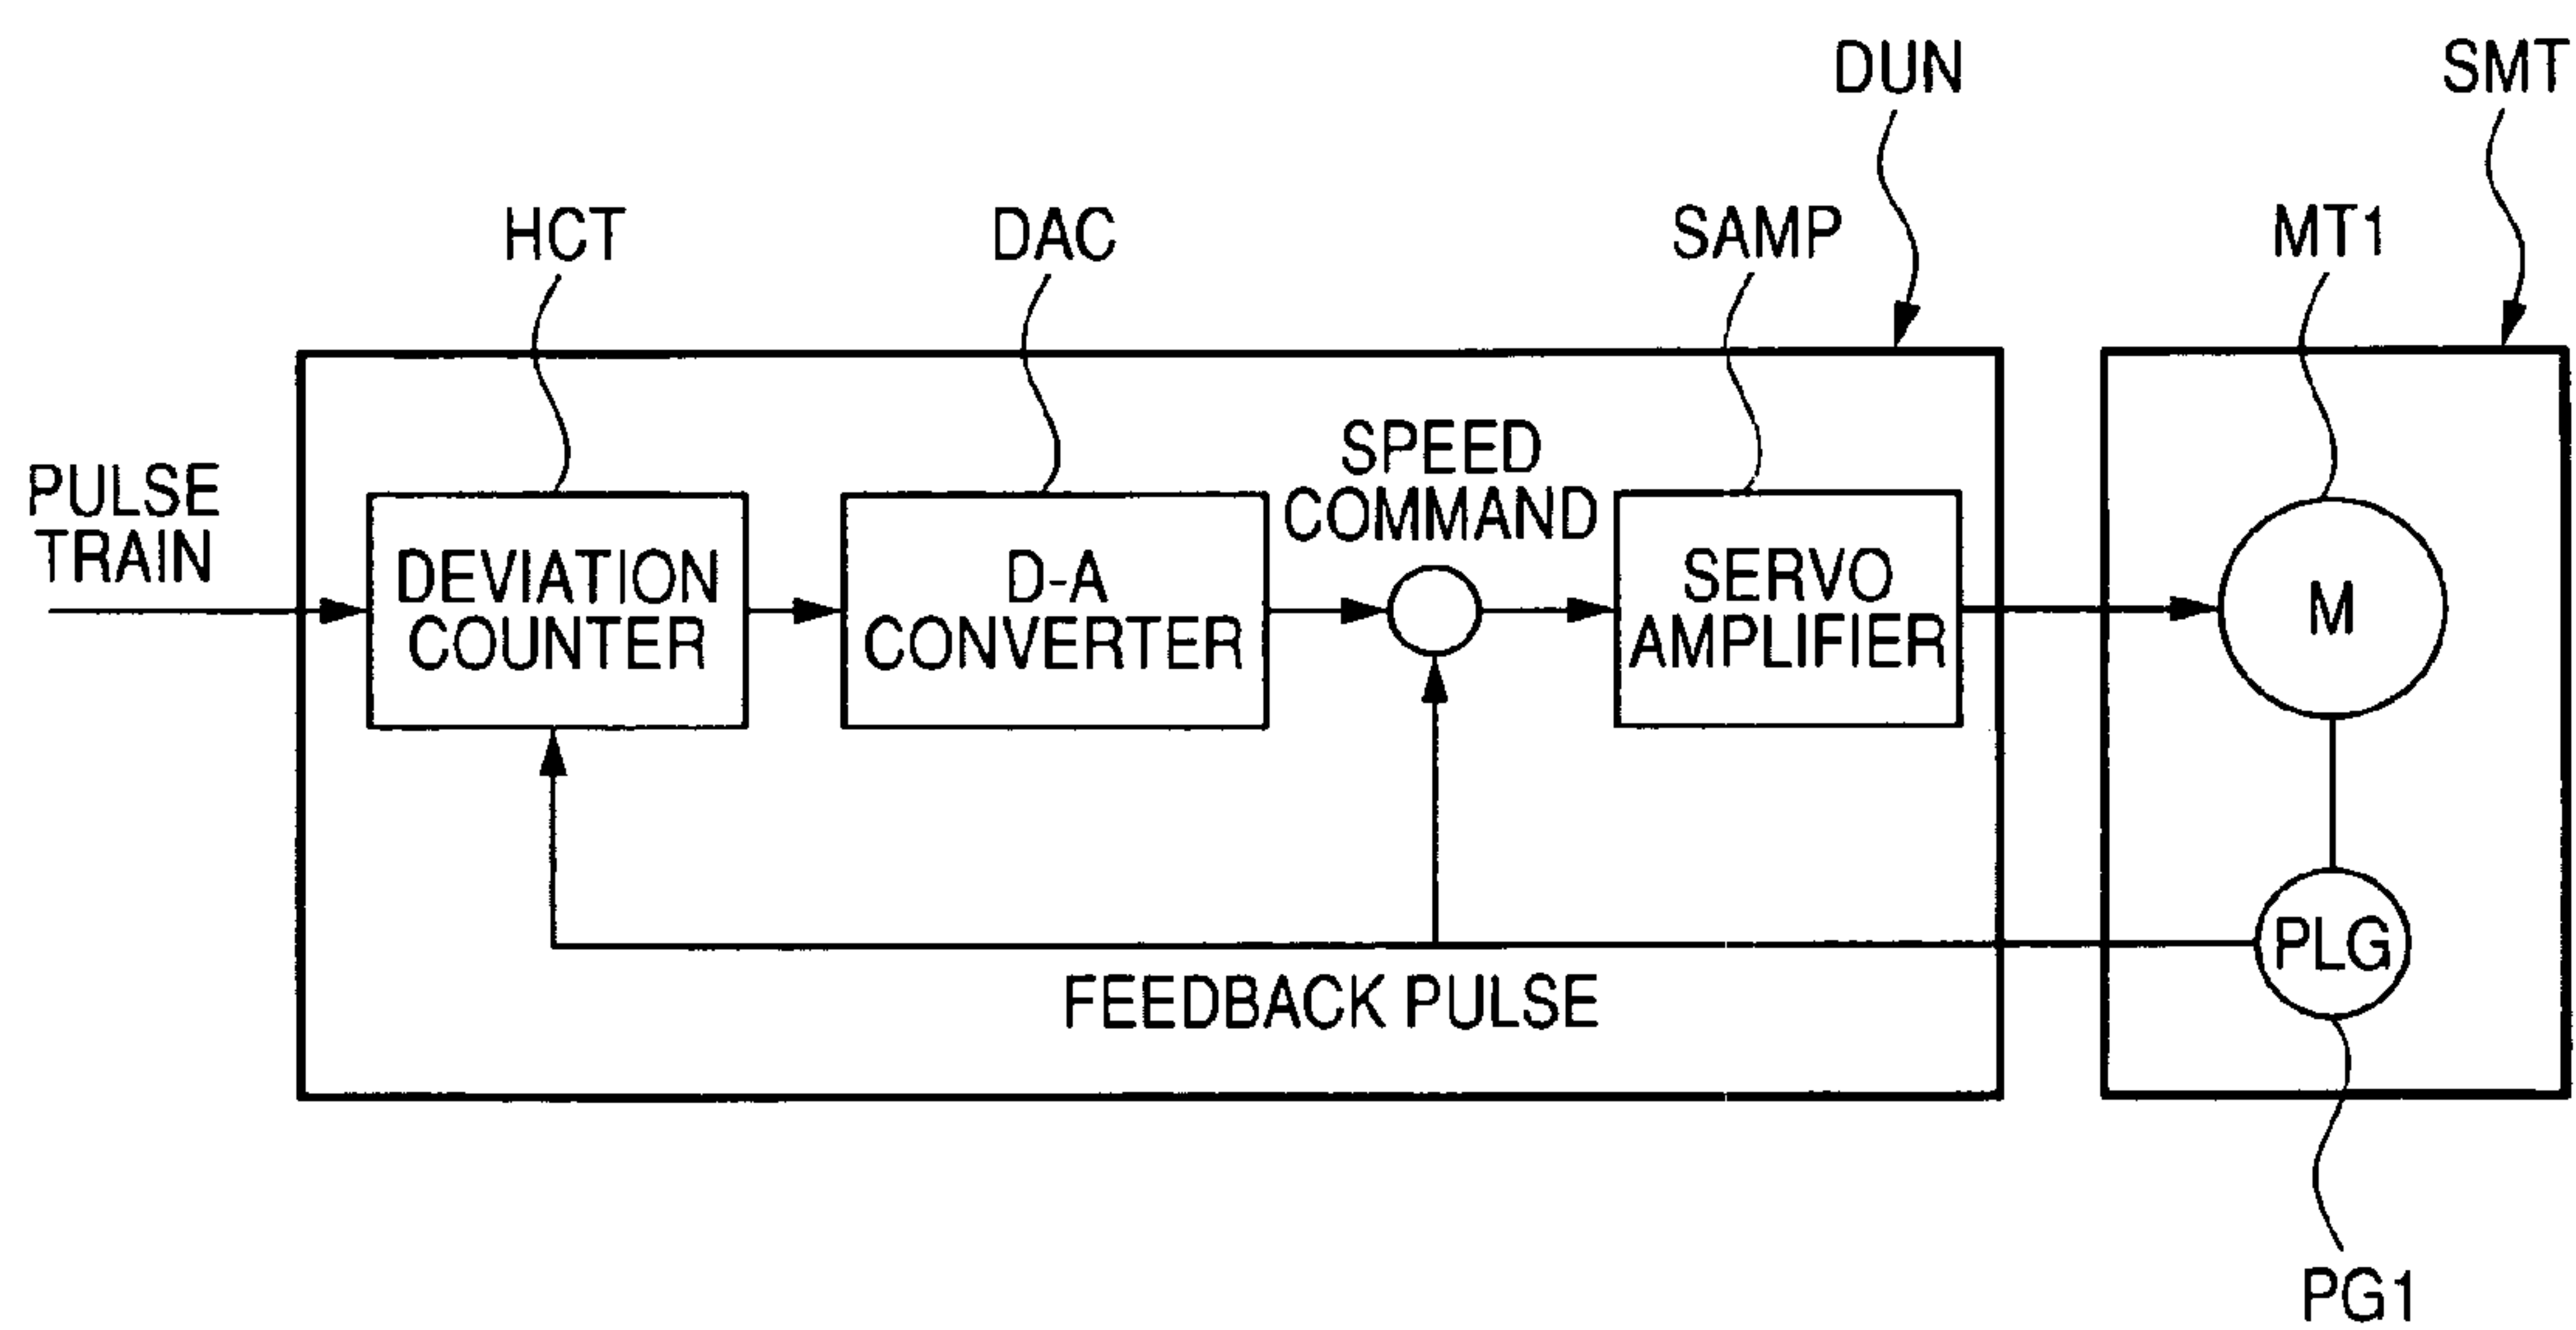 DUN
SMT
HCT
DAC
SAMP
MT1
SPEED
COMMAND
PULSE
TRAIN
DEVIATION
COUNTER
D-A
CONVERTER
SERVO
AMPLIFIER
M
PLG
FEEDBACK PULSE
PG1